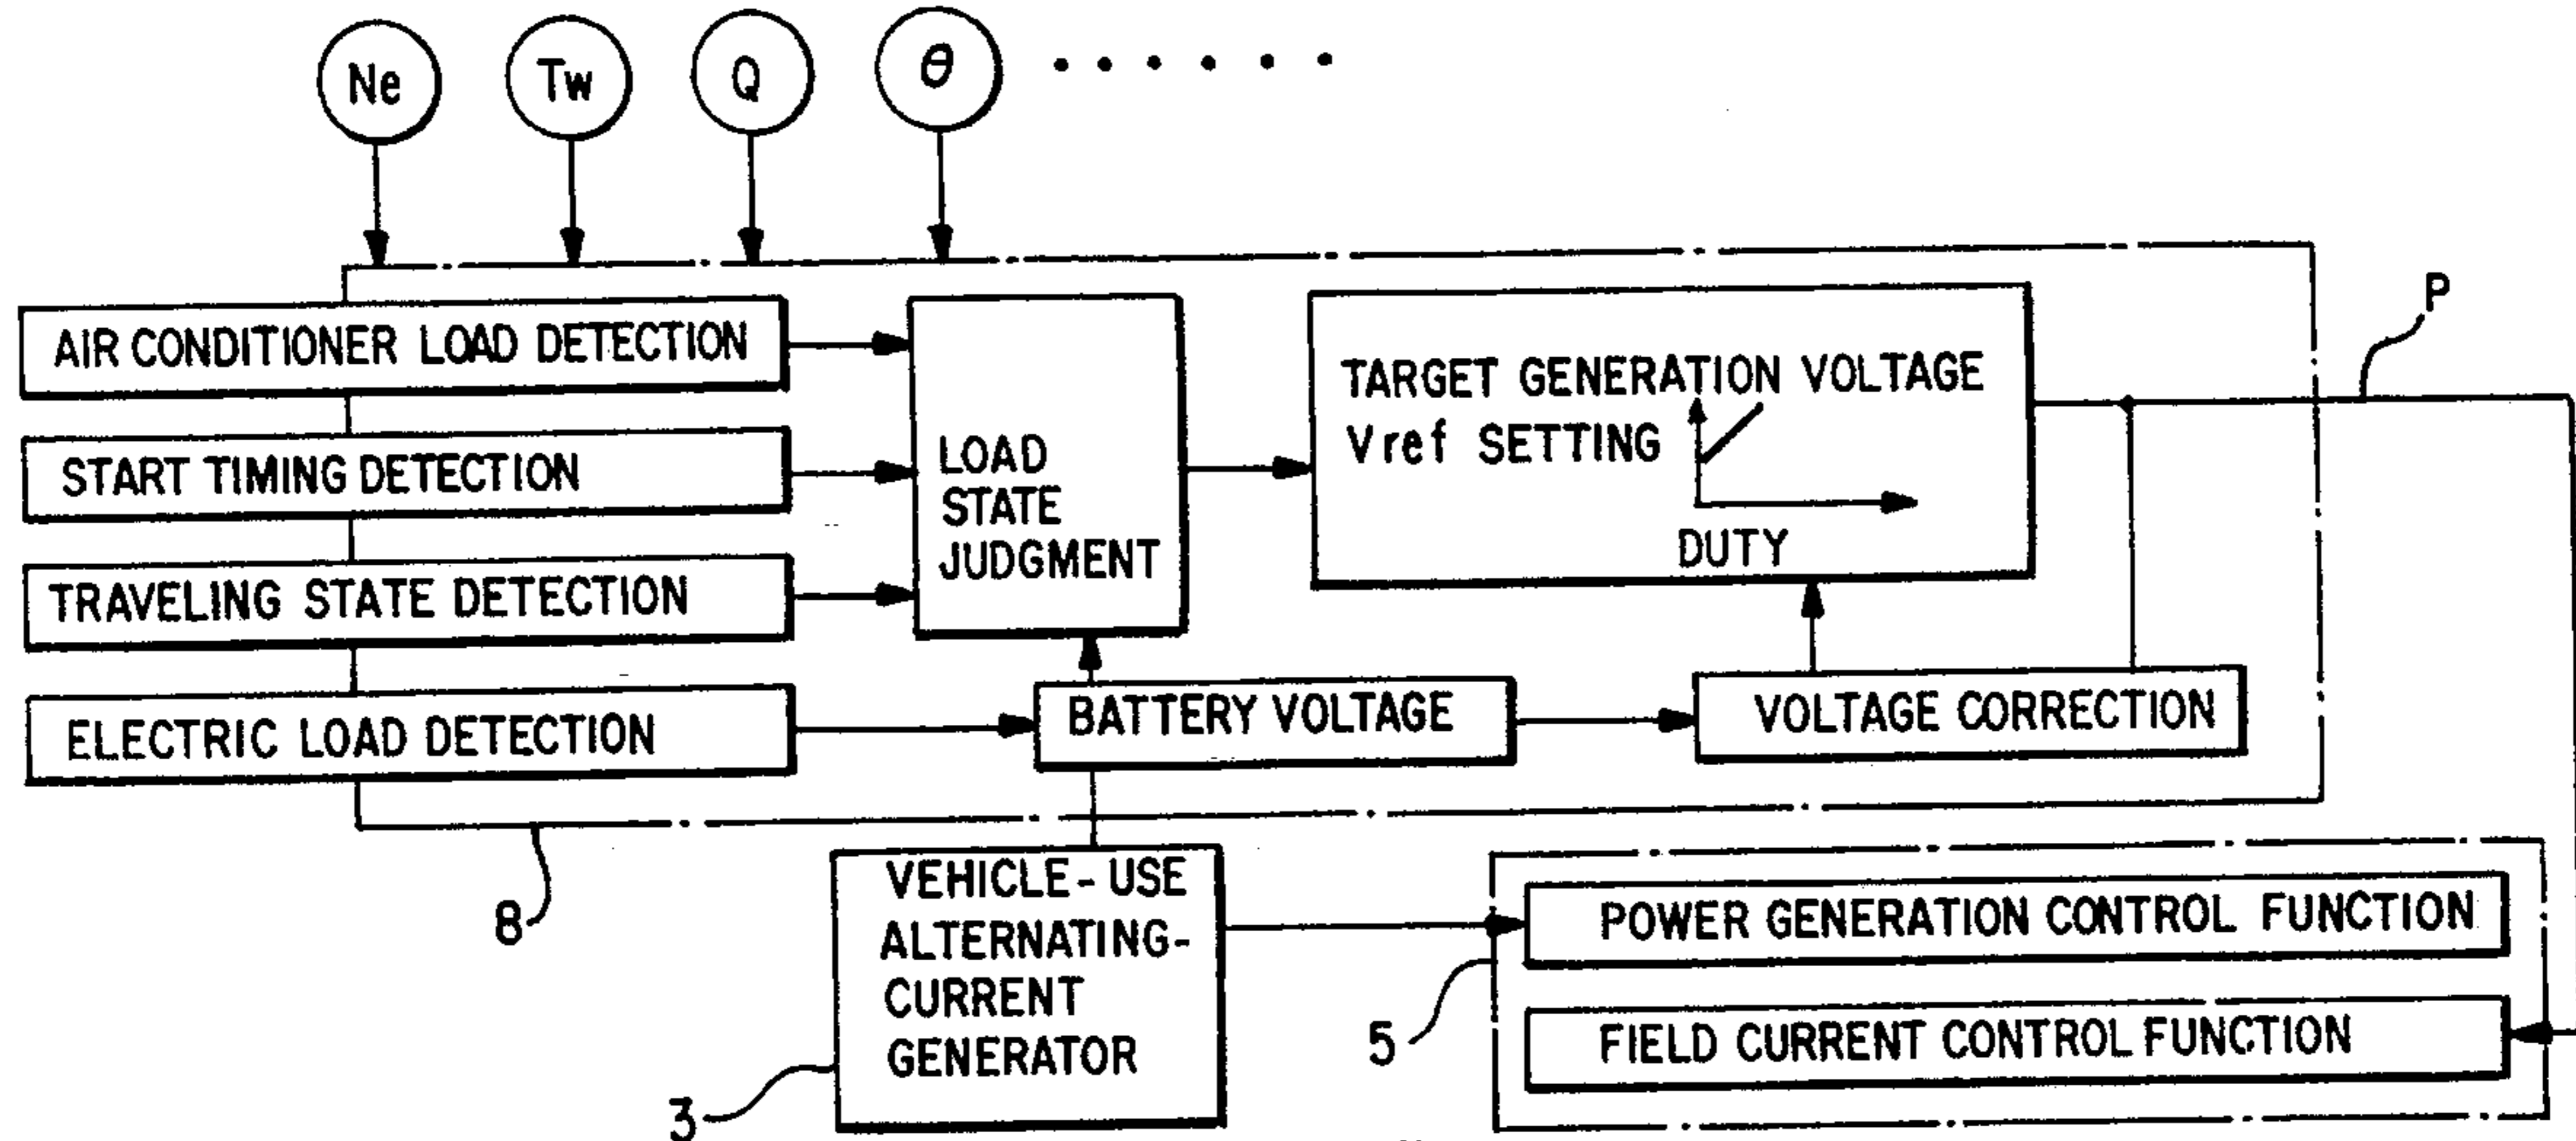 Ne
Tw
Q
θ
P
AIR CONDITIONER LOAD DETECTION
START TIMING DETECTION
TRAVELING STATE DETECTION
ELECTRIC LOAD DETECTION
LOAD
STATE
JUDGMENT
TARGET GENERATION VOLTAGE
Vref SETTING
DUTY
BATTERY VOLTAGE
VOLTAGE CORRECTION
8
VEHICLE-USE
ALTERNATING-
CURRENT
GENERATOR
3
5
POWER GENERATION CONTROL FUNCTION
FIELD CURRENT CONTROL FUNCTION